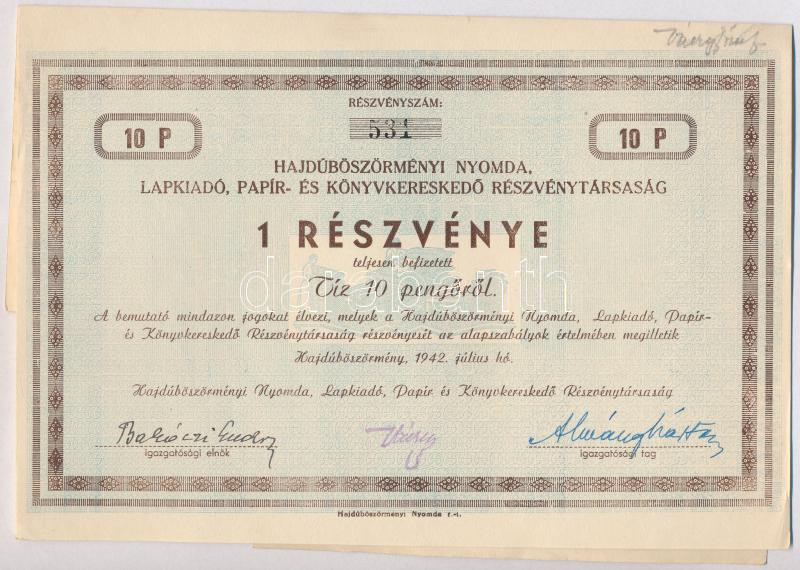 RÉSZVÉNYSZÁM:
10 P 531 10 P
HAJDÚBÖSZÖRMÉNYI NYOMDA,
LAPKIADÓ, PAPÍR- ÉS KÖNYVKERESKEDŐ RÉSZVÉNYTÁRSASÁG
1 RÉSZVÉNYE
teljesen befizetett
Tíz 10 pengőről.
A bemutató mindazon jogokat élvezi, melyek a Hajdúböszörményi Nyomda, Lapkiadó, Papír-
és Könyvkereskedő Részvénytársaság részvényesét az alapszabályok értelmében megilletik
Hajdúböszörmény, 1942. július hó.
Hajdúböszörményi Nyomda, Lapkiadó, Papír és Könyvkereskedő Részvénytársaság
igazgatósági elnök igazgatósági tag
Hajdúböszörményi Nyomda r.-t.